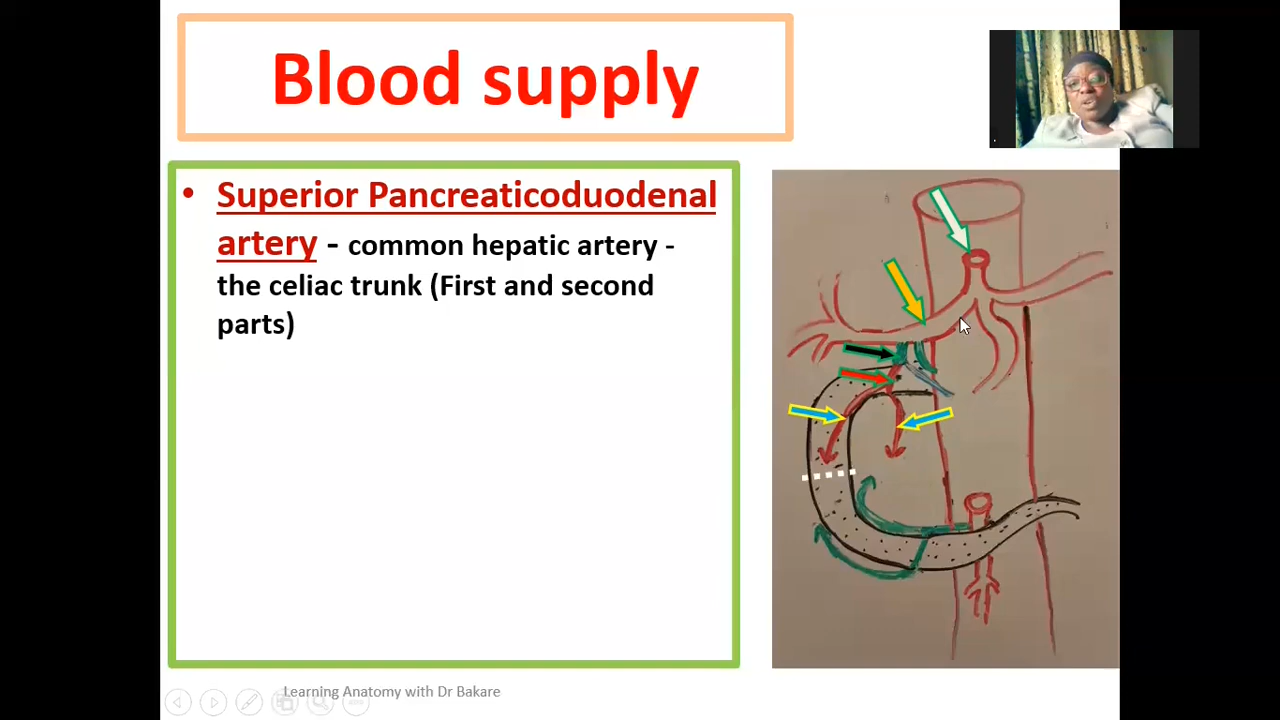 Blood supply
• Superior Pancreaticoduodenal
artery - common hepatic artery -
the celiac trunk (First and second
parts)
Learning Anatomy with Dr Bakare